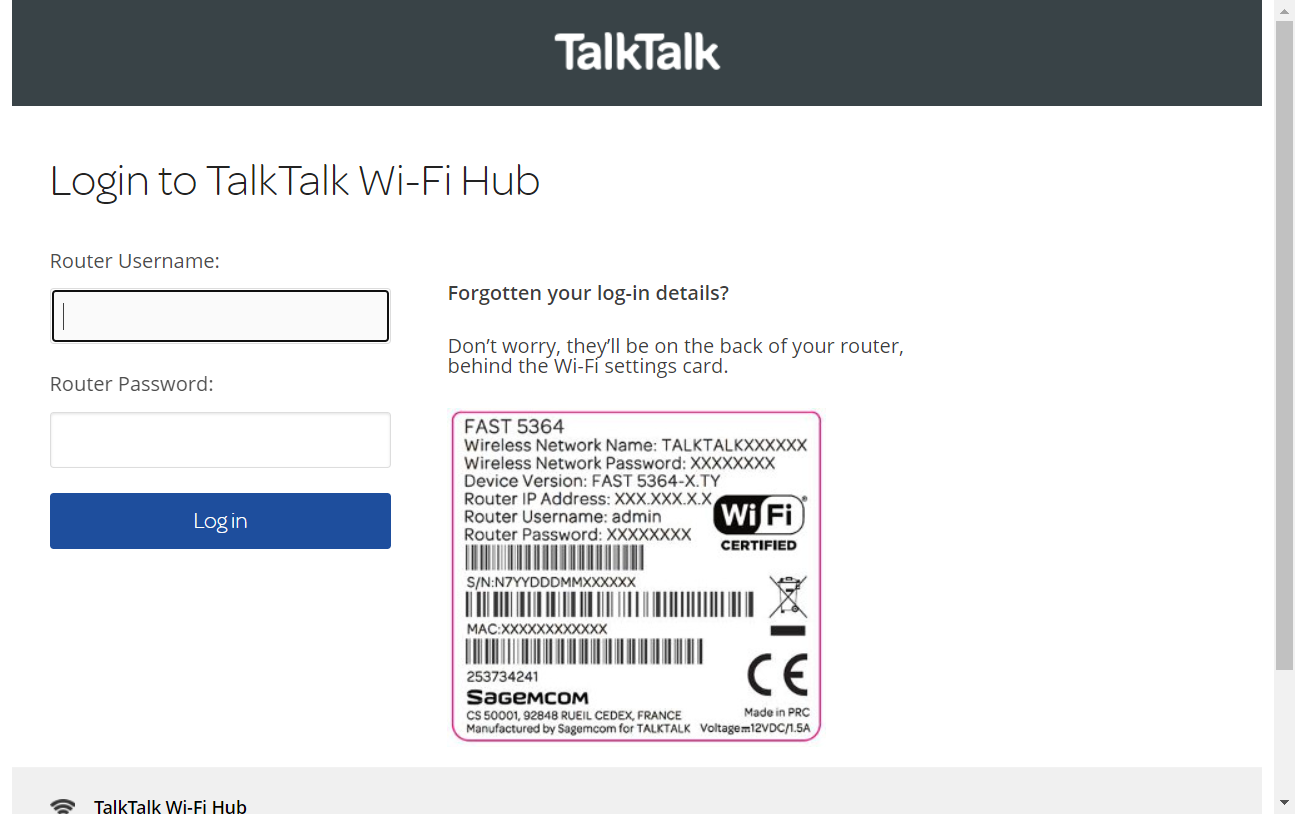 TalkTalk
Login to TalkTalk Wi-Fi Hub
Router Username:
Router Password:
Log in
Forgotten your log-in details?
Don’t worry, they’ll be on the back of your router,
behind the Wi-Fi settings card.
FAST 5364
Wireless Network Name: TALKTALKXXXXXX
Wireless Network Password: XXXXXXXX
Device Version: FAST 5364-X.TY
Router IP Address: XXX.XXX.X.X
Router Username: admin
Router Password: XXXXXXXX
Wi Fi
CERTIFIED
S/N:N7YYDDDMMXXXXXX
MAC:XXXXXXXXXXXX
253734241
CE
SAGEMCOM
CS 50001, 92848 RUEIL CEDEX, FRANCE
Made in PRC
Manufactured by Sagemcom for TALKTALK Voltage⎓12VDC/1.5A
TalkTalk Wi-Fi Hub